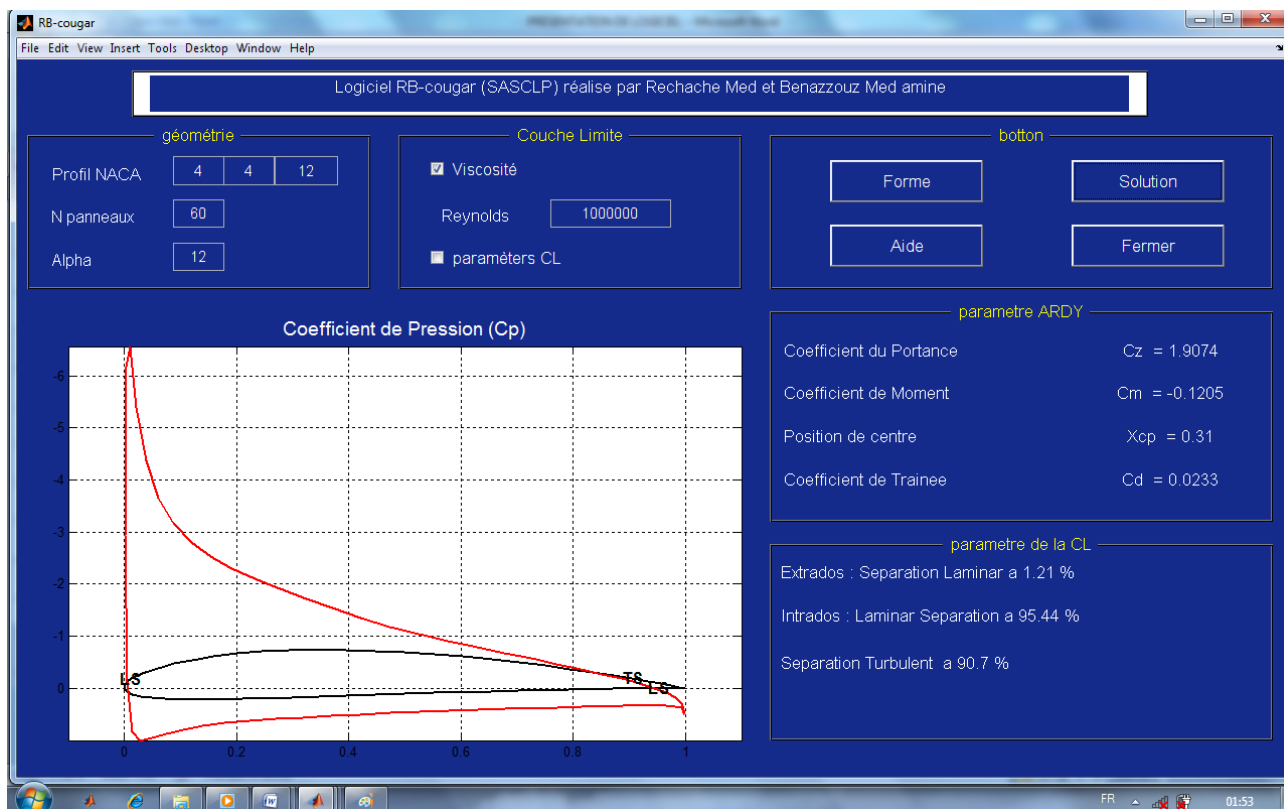 RB-cougar
PRESENTATION DE LOGICIEL - Microsoft Word
File Edit View Insert Tools Desktop Window Help
Logiciel RB-cougar (SASCLP) réalise par Rechache Med et Benazzouz Med amine
géométrie
Profil NACA 4 4 12
N panneaux 60
Alpha 12
Couche Limite
Viscosité
Reynolds 1000000
paramèters CL
botton
Forme Solution
Aide Fermer
Coefficient de Pression (Cp)
-6
-5
-4
-3
-2
-1
0
LS TS LS
0 0.2 0.4 0.6 0.8 1
parametre ARDY
Coefficient du Portance Cz = 1.9074
Coefficient de Moment Cm = -0.1205
Position de centre Xcp = 0.31
Coefficient de Trainee Cd = 0.0233
parametre de la CL
Extrados : Separation Laminar a 1.21 %
Intrados : Laminar Separation a 95.44 %
Separation Turbulent a 90.7 %
FR 01:53